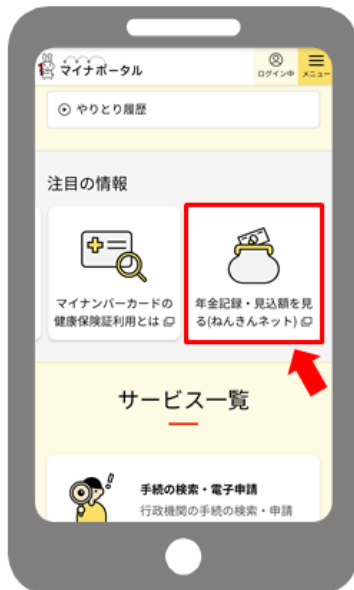 マイナポータル
ログイン中
メニュー
やりとり履歴
注目の情報
マイナンバーカードの
健康保険証利用とは
年金記録・見込額を見
る(ねんきんネット)
サービス一覧
手続の検索・電子申請
行政機関の手続の検索・申請